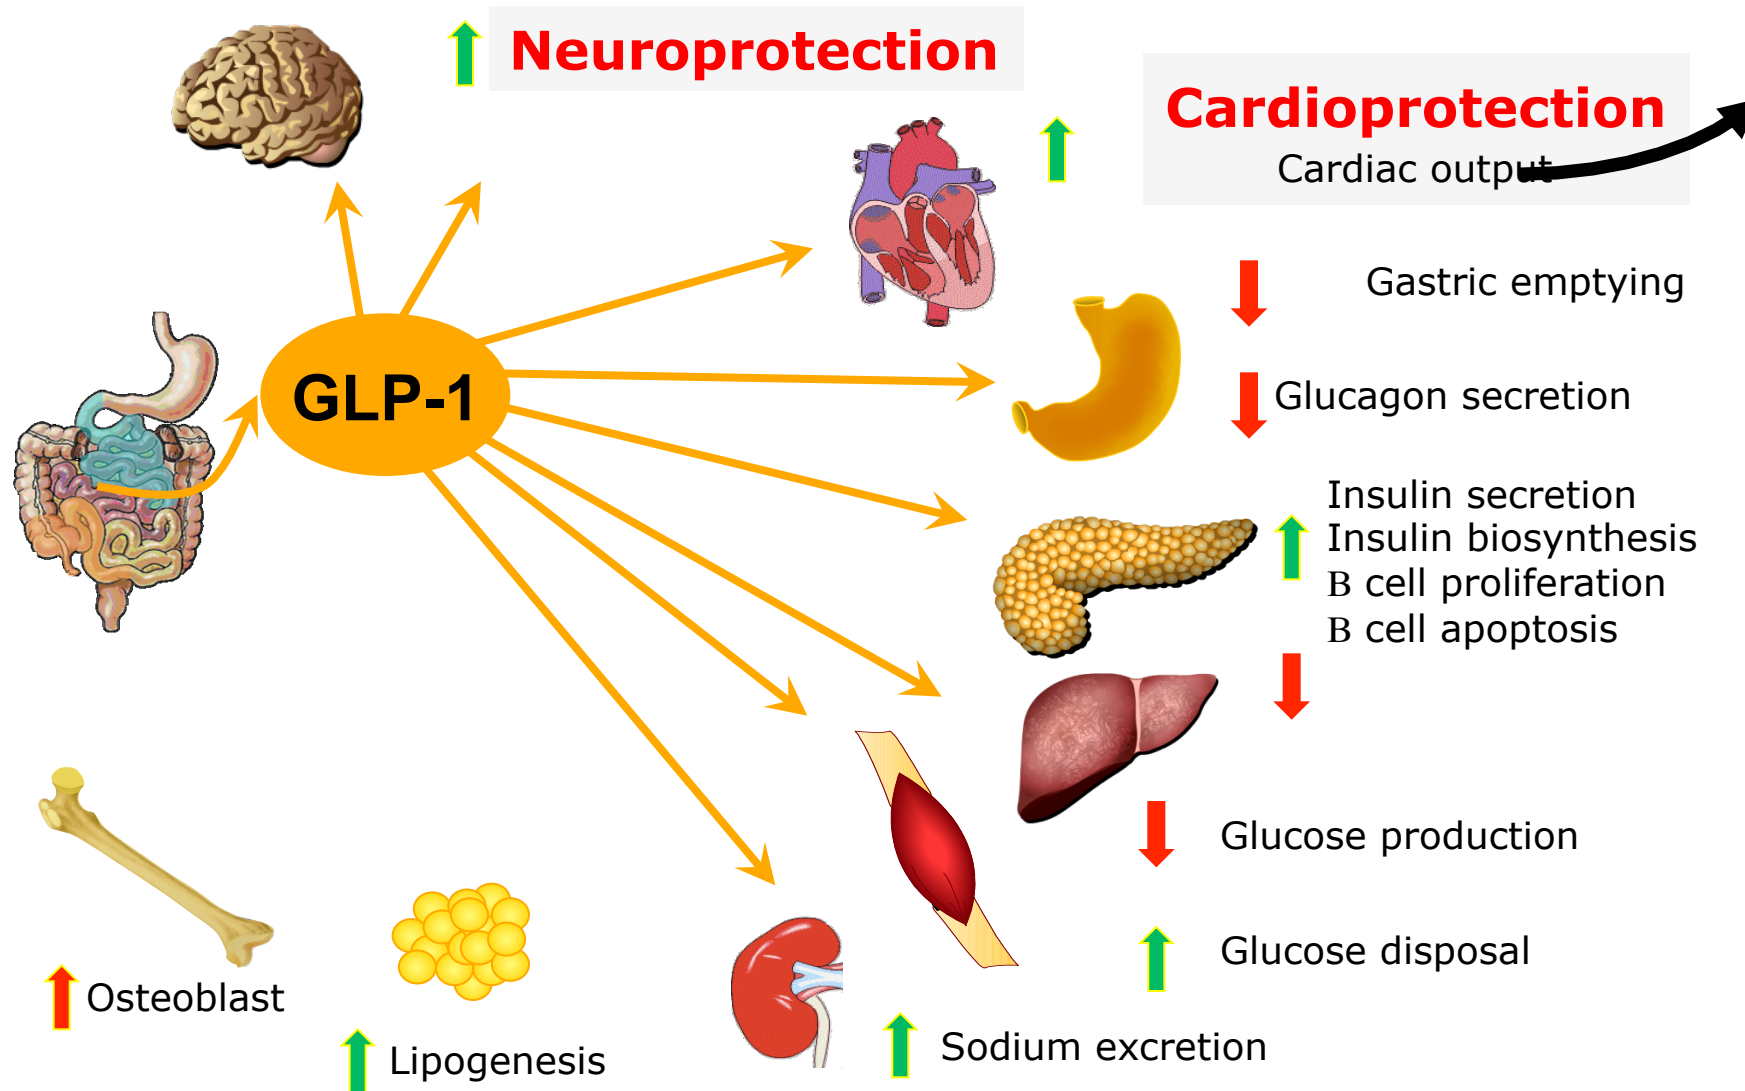 Neuroprotection
Cardioprotection
Cardiac output
Gastric emptying
GLP-1
Glucagon secretion
Insulin secretion
Insulin biosynthesis
B cell proliferation
B cell apoptosis
Glucose production
Glucose disposal
Osteoblast
Sodium excretion
Lipogenesis